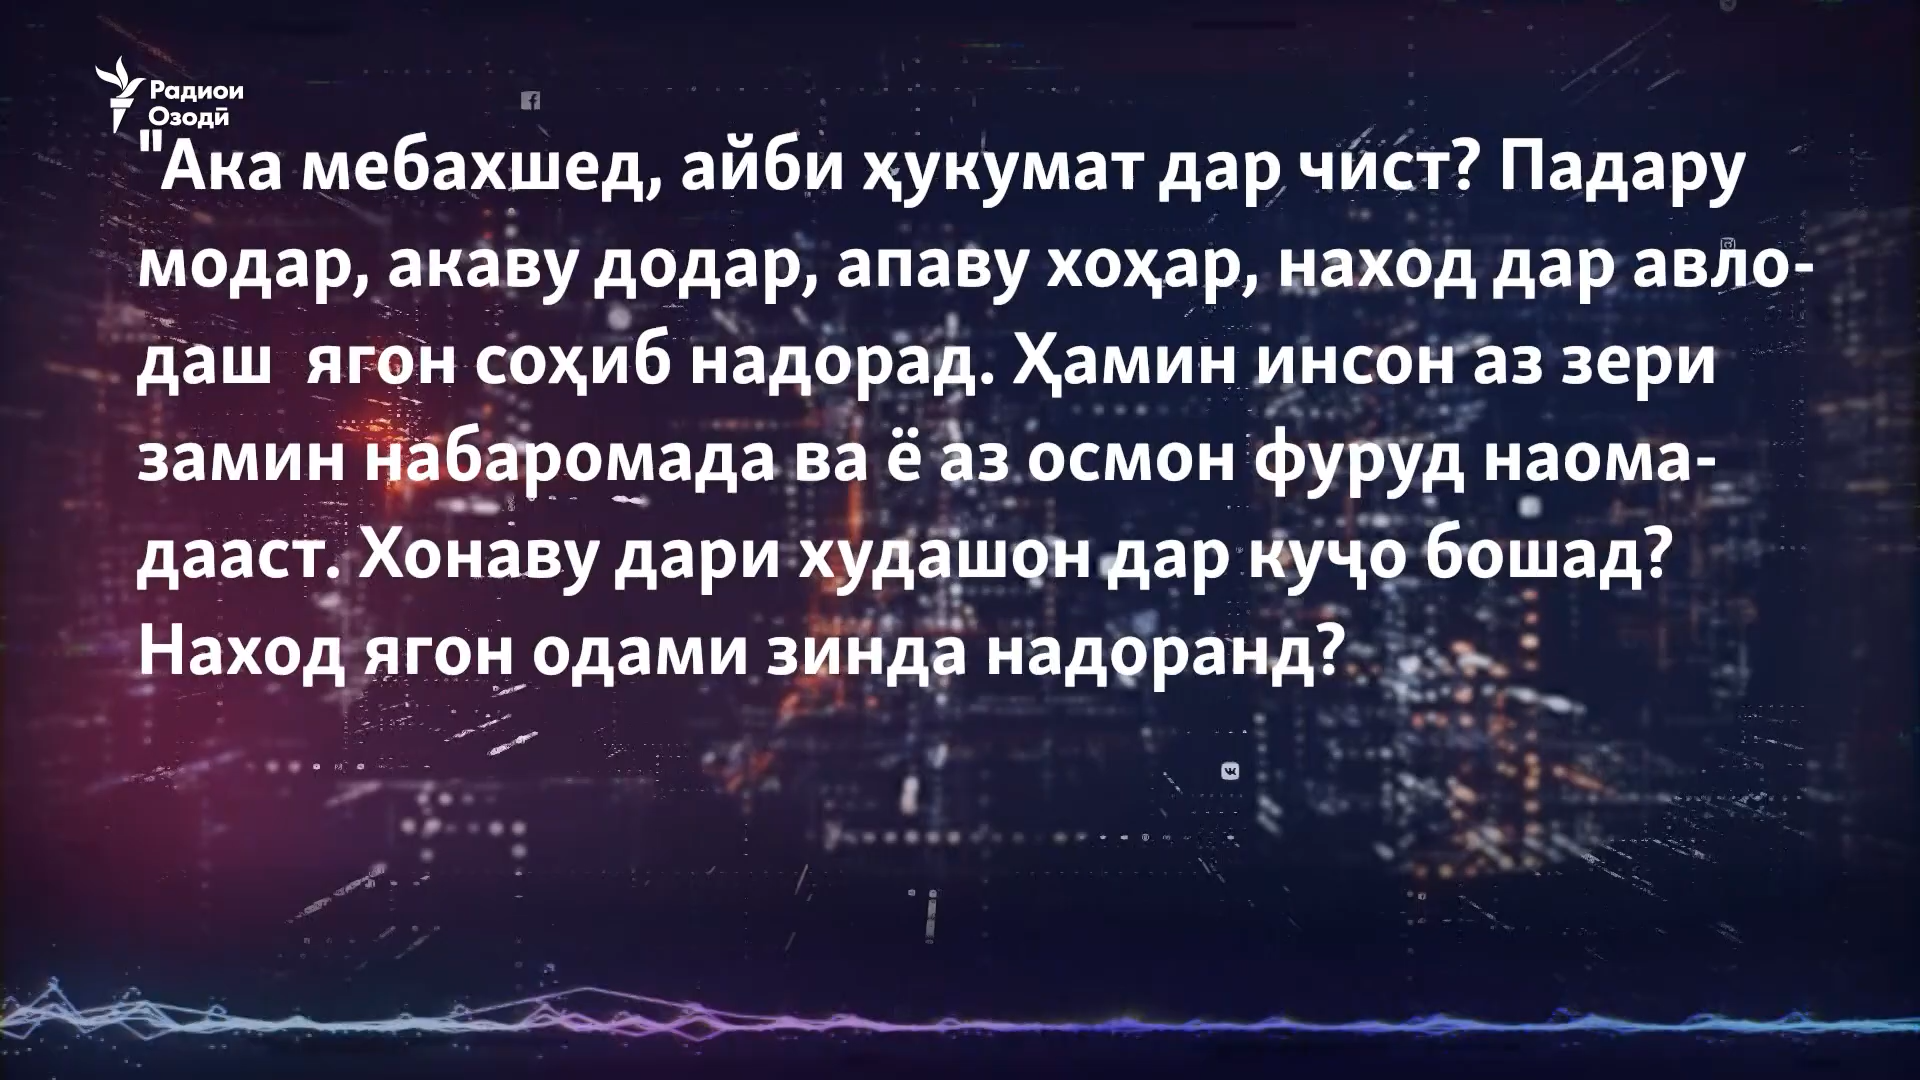 Радиои
Озодӣ
"Ака мебахшед, айби ҳукумат дар чист? Падару
модар, акаву додар, апаву хоҳар, наход дар авло-
даш ягон соҳиб надорад. Ҳамин инсон аз зери
замин набаромада ва ё аз осмон фуруд наома-
дааст. Хонаву дари худашон дар куҷо бошад?
Наход ягон одами зинда надоранд?